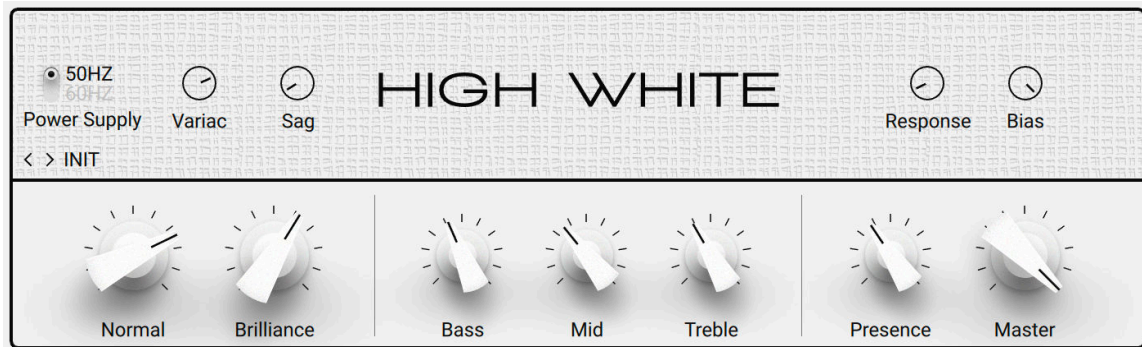 50HZ
60HZ
Power Supply
Variac
Sag
HIGH WHITE
Response
Bias
< > INIT
Normal
Brilliance
Bass
Mid
Treble
Presence
Master